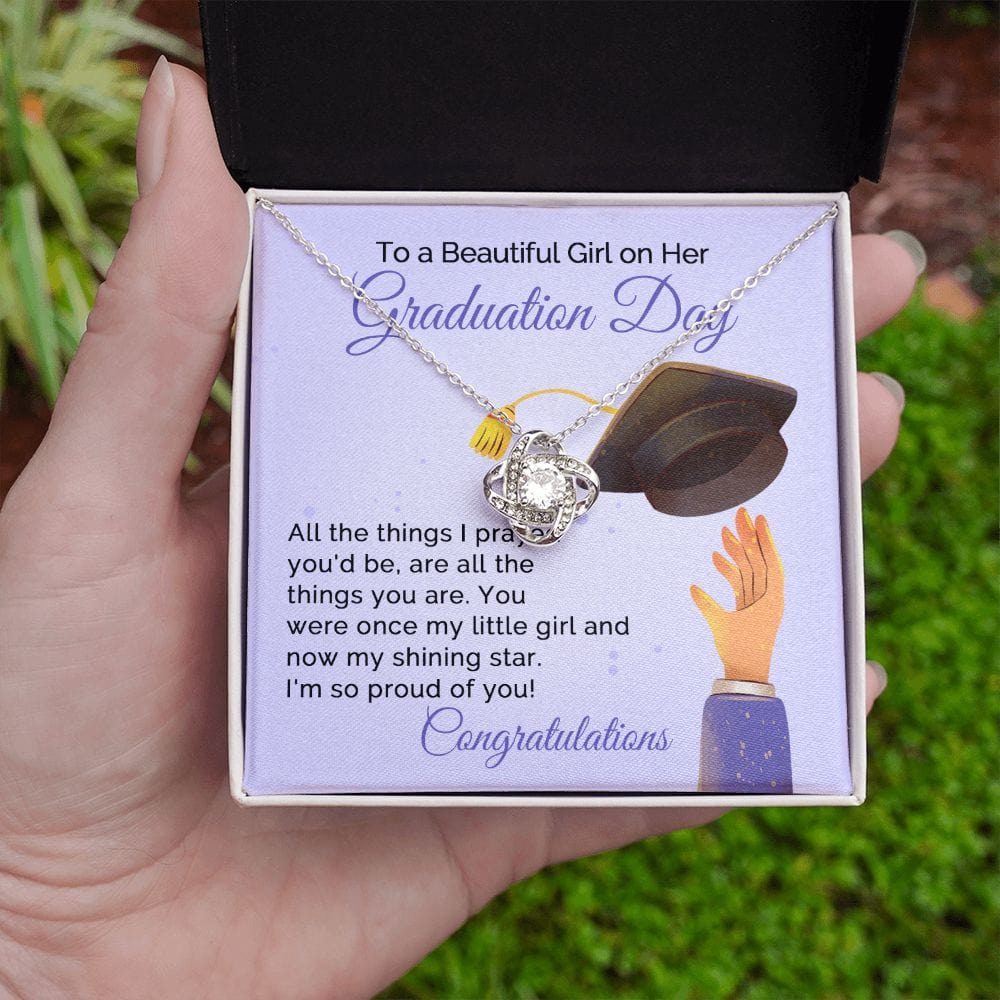 To a Beautiful Girl on Her
Graduation Day
All the things I prayed
you'd be, are all the
things you are. You
were once my little girl and
now my shining star.
I'm so proud of you!
Congratulations